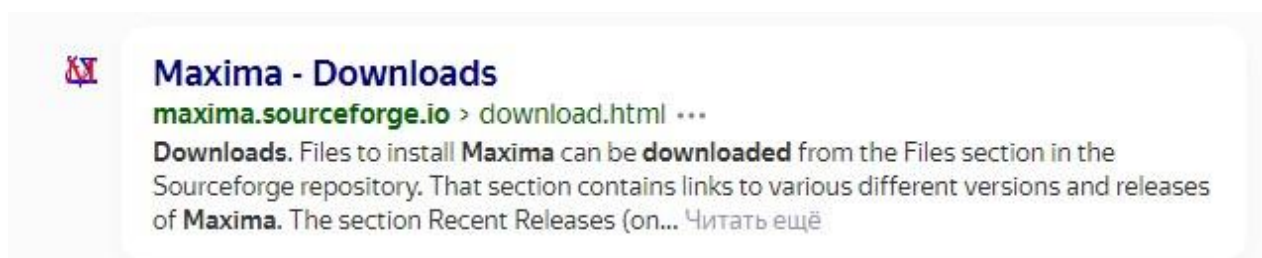 Maxima - Downloads
maxima.sourceforge.io › download.html ···
Downloads. Files to install Maxima can be downloaded from the Files section in the
Sourceforge repository. That section contains links to various different versions and releases
of Maxima. The section Recent Releases (on... Читать ещё